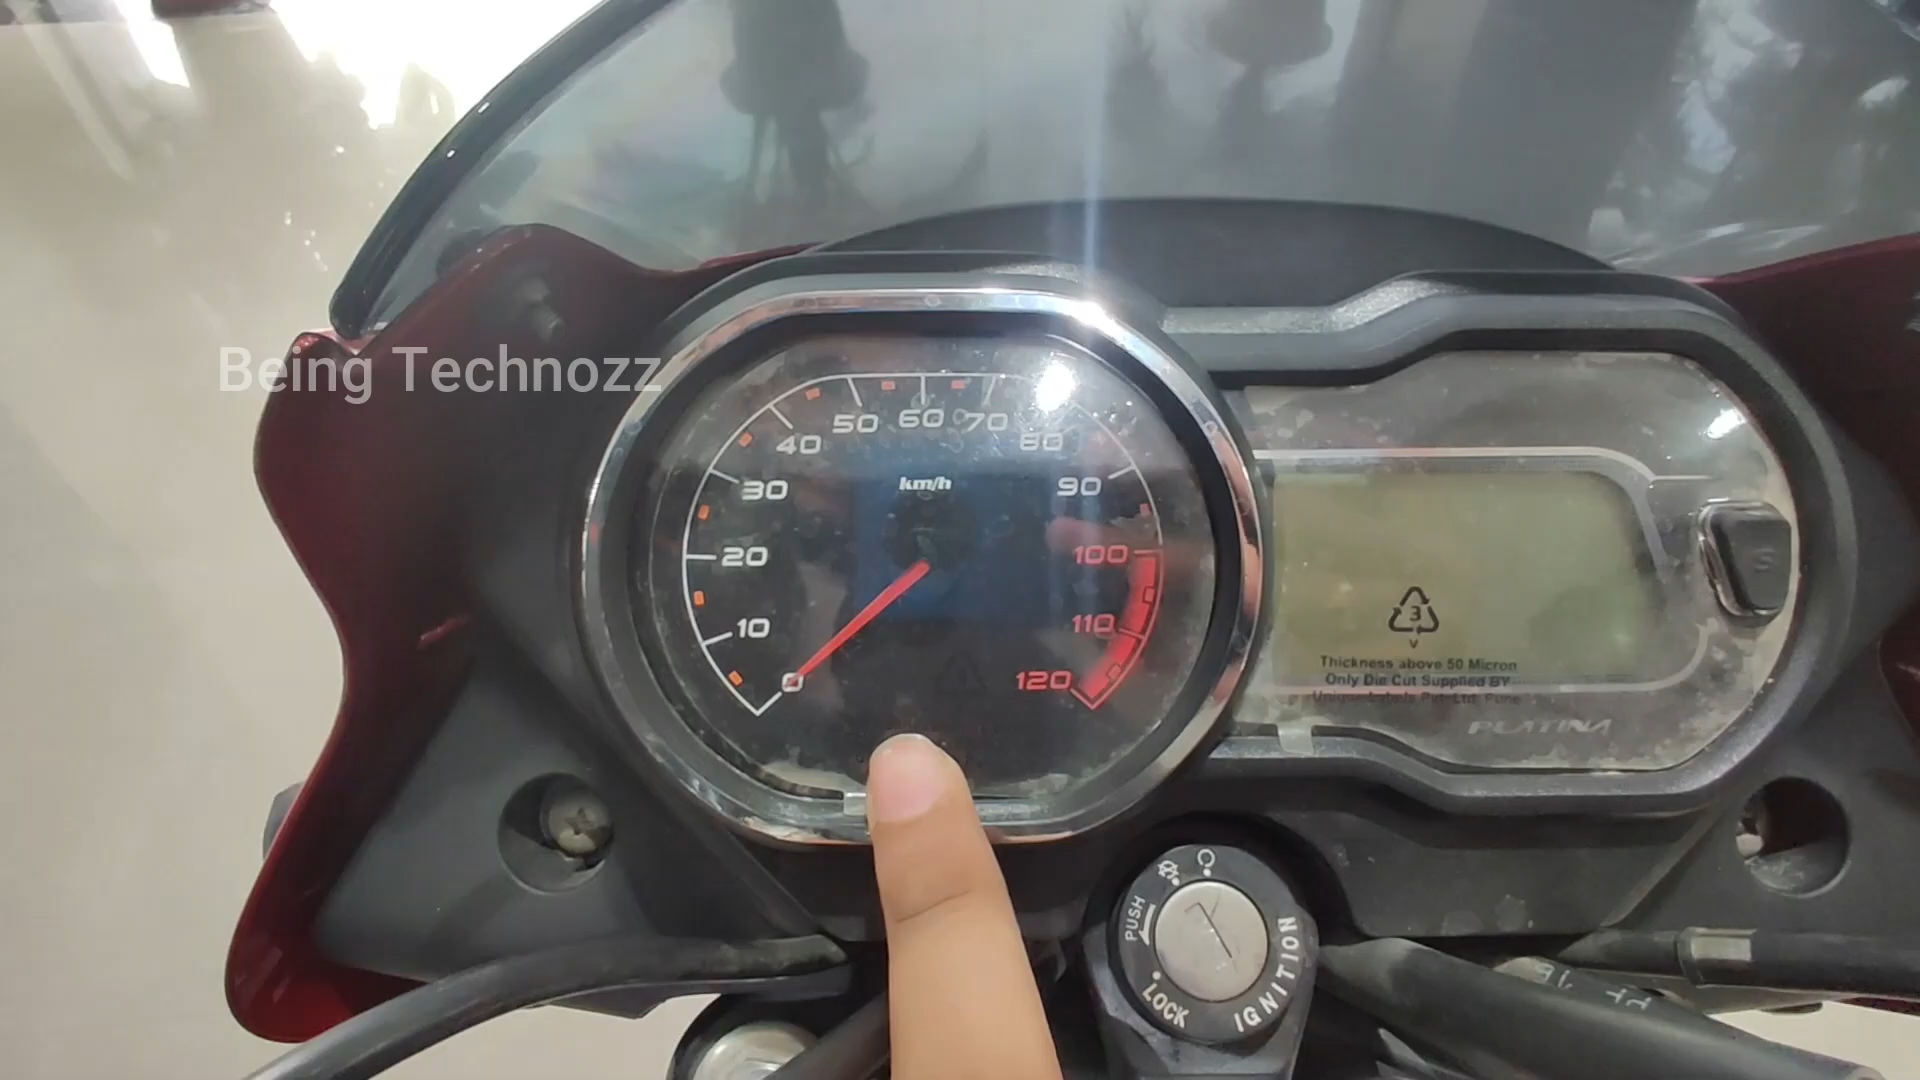 Being Technozz
50 60 70
40 80
km/h
30 90
20 100
10 110
0 120
3
Thickness above 50 Micron
Only Die Cut Supplied BY
Unique Labels Pvt. Ltd. Pune
PLATINA
PUSH
LOCK
IGNITION